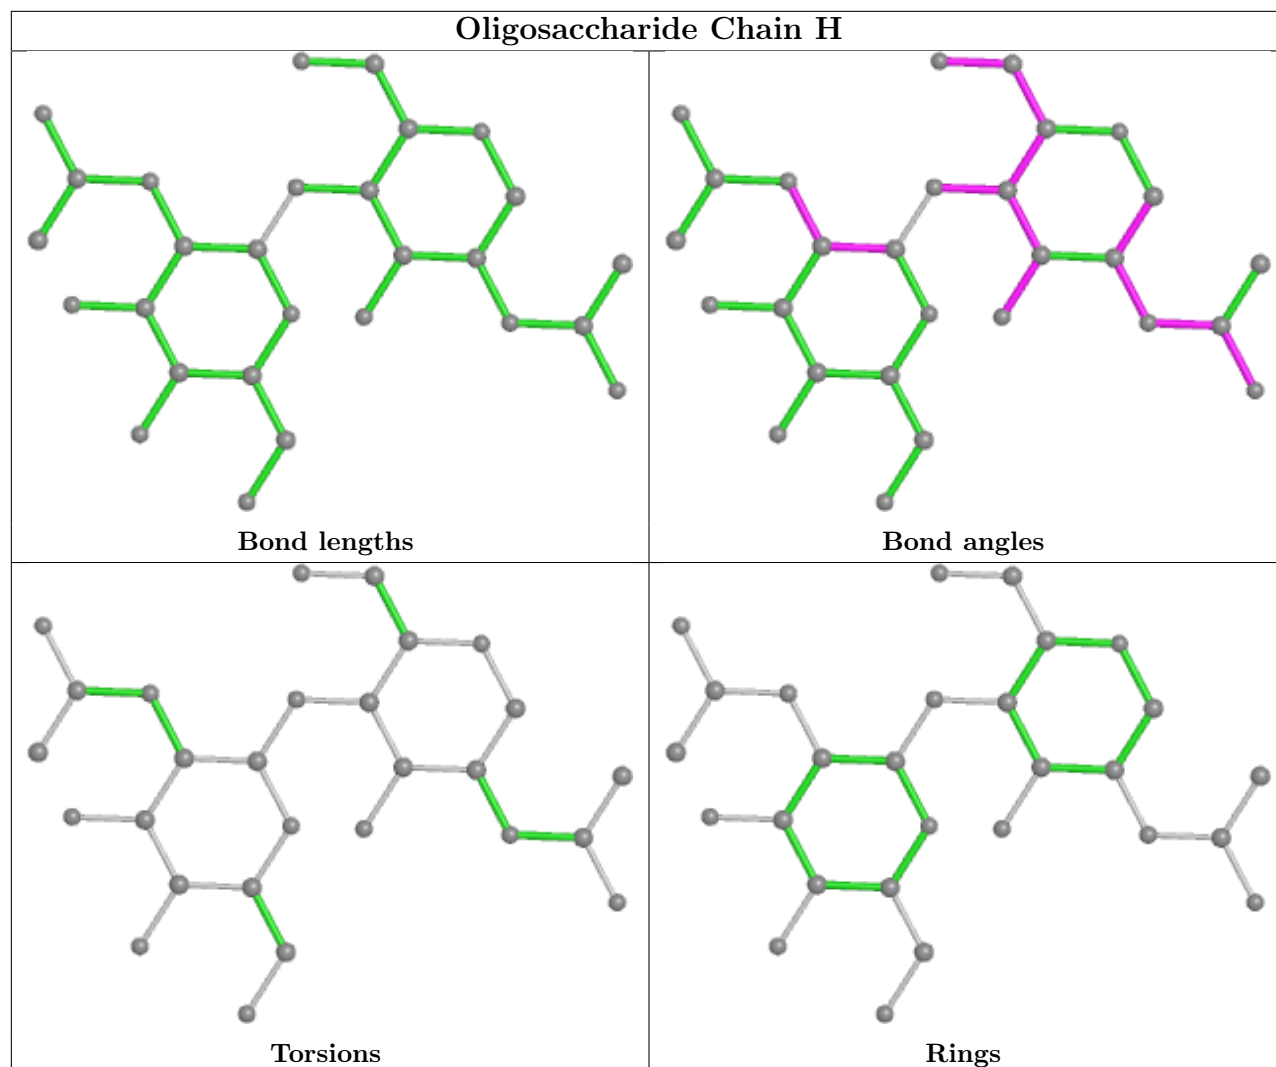 Oligosaccharide Chain H
Bond lengths
Bond angles
Torsions
Rings